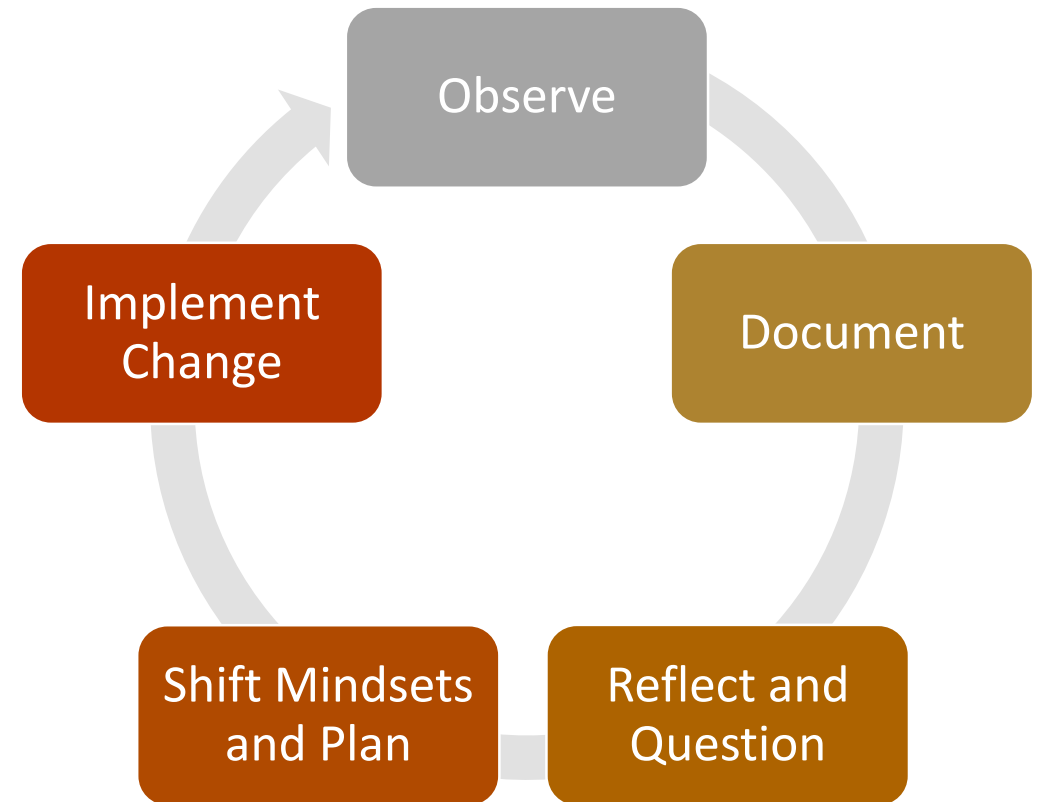 Observe
Document
Reflect and
Question
Shift Mindsets
and Plan
Implement
Change